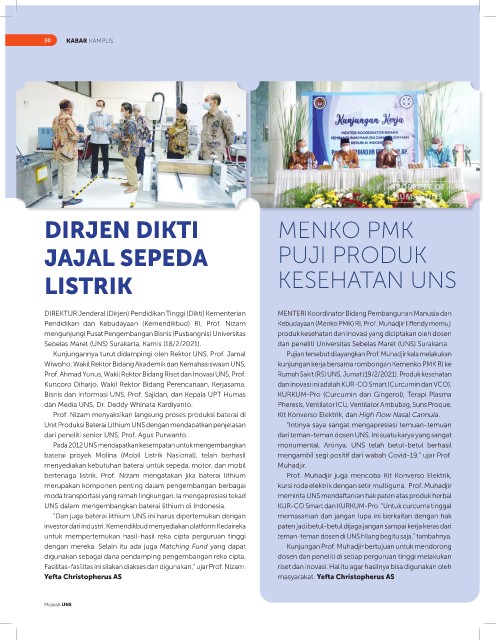 30
KABAR KAMPUS
Kunjungan Kerja
MENTERI KOORDINATOR BIDANG
PEMBANGUNAN MANUSIA DAN KEBUDAYAAN
REPUBLIK INDONESIA
DIRJEN DIKTI
JAJAL SEPEDA
LISTRIK
DIREKTUR Jenderal (Dirjen) Pendidikan Tinggi (Dikti) Kementerian
Pendidikan dan Kebudayaan (Kemendikbud) RI, Prof. Nizam
mengunjungi Pusat Pengembangan Bisnis (Pusbangnis) Universitas
Sebelas Maret (UNS) Surakarta, Kamis (18/2/2021).
Kunjungannya turut didampingi oleh Rektor UNS, Prof. Jamal
Wiwoho, Wakil Rektor Bidang Akademik dan Kemahasiswaan UNS,
Prof. Ahmad Yunus, Wakil Rektor Bidang Riset dan Inovasi UNS, Prof.
Kuncoro Diharjo, Wakil Rektor Bidang Perencanaan, Kerjasama,
Bisnis dan Informasi UNS, Prof. Sajidan, dan Kepala UPT Humas
dan Media UNS, Dr. Deddy Whinata Kardiyanto.
Prof. Nizam menyaksikan langsung proses produksi baterai di
Unit Produksi Baterai Lithium UNS dengan mendapatkan penjelasan
dari peneliti senior UNS, Prof. Agus Purwanto.
Pada 2012 UNS mendapatkan kesempatan untuk mengembangkan
baterai proyek Molina (Mobil Listrik Nasional), telah berhasil
menyediakan kebutuhan baterai untuk sepeda, motor, dan mobil
bertenaga listrik. Prof. Nizam mengatakan jika baterai lithium
merupakan komponen penting dalam pengembangan berbagai
moda transportasi yang ramah lingkungan. Ia mengapresiasi tekad
UNS dalam mengembangkan baterai lithium di Indonesia.
"Dan juga baterai lithium UNS ini harus dipertemukan dengan
investor dari industri. Kemendikbud menyediakan platform Kedaireka
untuk mempertemukan hasil-hasil reka cipta perguruan tinggi
dengan mereka. Selain itu ada juga Matching Fund yang dapat
digunakan sebagai dana pendamping pengembangan reka cipta.
Fasilitas-fasilitas ini silakan diakses dan digunakan," ujar Prof. Nizam.
Yefta Christopherus AS
MENKO PMK
PUJI PRODUK
KESEHATAN UNS
MENTERI Koordinator Bidang Pembangunan Manusia dan
Kebudayaan (Menko PMK) RI, Prof. Muhadjir Effendy memuji
produk kesehatan dan inovasi yang diciptakan oleh dosen
dan peneliti Universitas Sebelas Maret (UNS) Surakarta.
Pujian tersebut dilayangkan Prof. Muhadjir kala melakukan
kunjungan kerja bersama rombongan Kemenko PMK RI ke
Rumah Sakit (RS) UNS, Jumat (19/2/2021). Produk kesehatan
dan inovasi ini adalah KUR-CO Smart (Curcumin dan VCO),
KURKUM-Pro (Curcumin dan Gingerol), Terapi Plasma
Pheresis, Ventilator ICU, Ventilator Ambubag, Suns Proque,
Kit Konverso Elektrik, dan High Flow Nasal Cannula.
"Intinya saya sangat mengapresiesi temuan-temuan
dari teman-teman dosen UNS. Ini suatu karya yang sangat
monumental. Artinya, UNS telah betul-betul berhasil
mengambil segi positif dari wabah Covid-19," ujar Prof.
Muhadjir.
Prof. Muhadjir juga mencoba Kit Konverso Elektrik,
kursi roda elektrik dengan setir multiguna. Prof. Muhadjir
meminta UNS mendaftarkan hak paten atas produk herbal
KUR-CO Smart dan KURKUM-Pro. "Untuk curcuma tinggal
memasarkan dan jangan lupa ini berkaitan dengan hak
paten jadi betul-betul dijaga jangan sampai kerja keras dari
teman-teman dosen di UNS hilang begitu saja," tambahnya.
Kunjungan Prof. Muhadjir bertujuan untuk mendorong
dosen dan peneliti di setiap perguruan tinggi melakukan
riset dan inovasi. Hal itu agar hasilnya bisa digunakan oleh
masyarakat. Yefta Christopherus AS
Majalah UNS